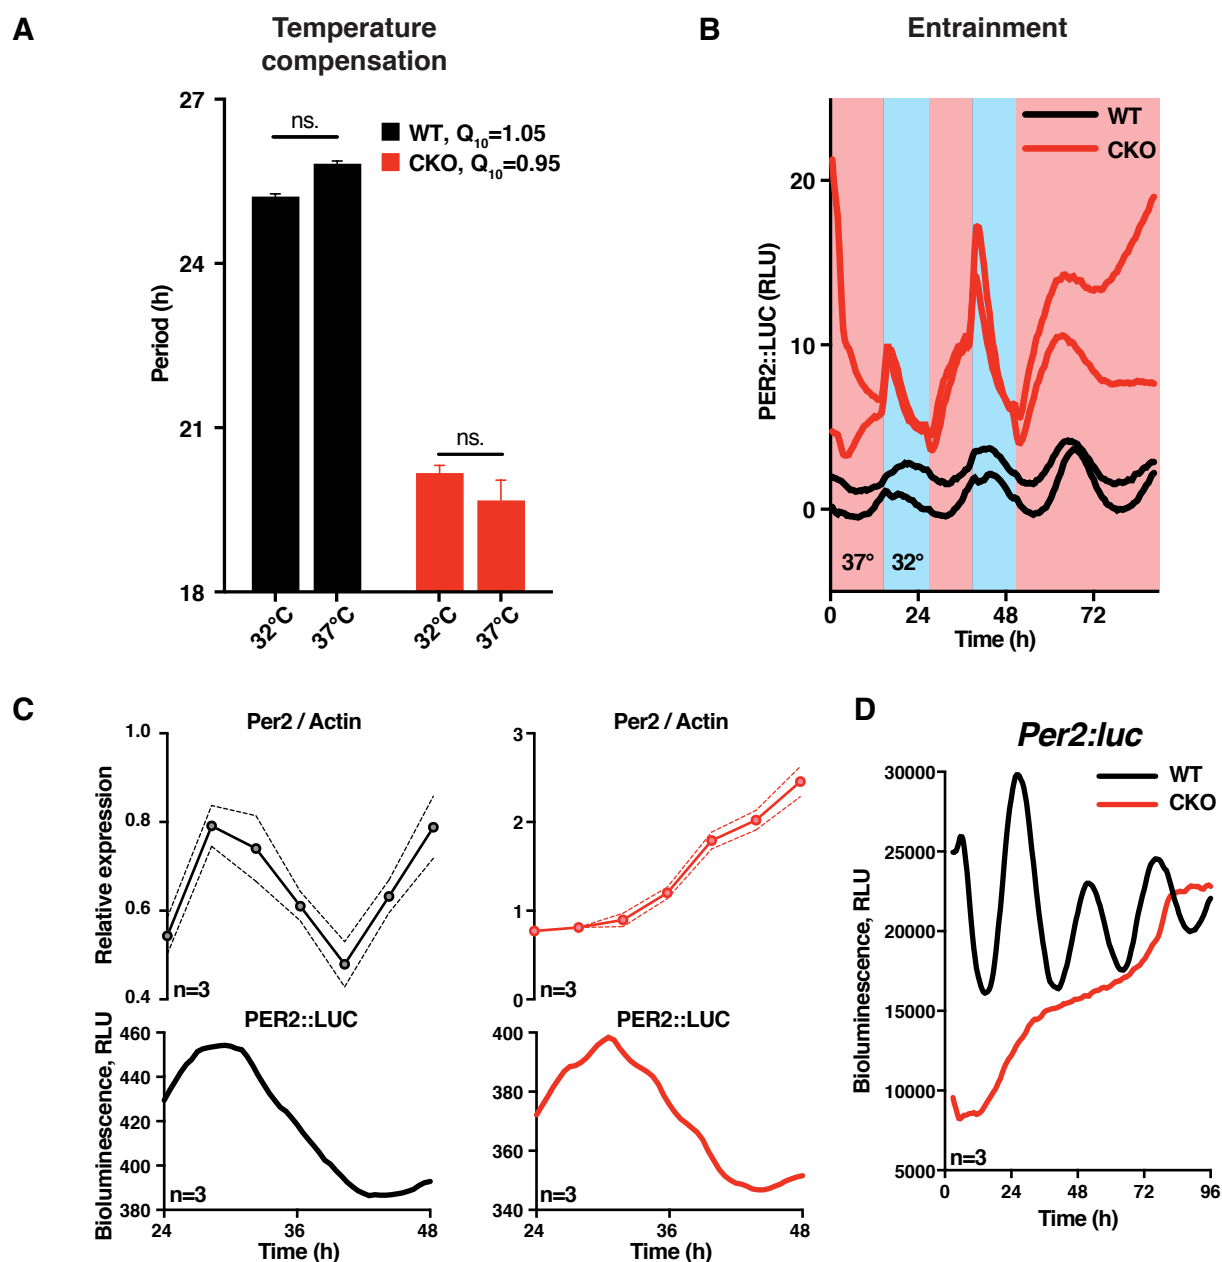 A
Temperature
compensation
27
24
21
18
Period (h)
ns.
ns.
WT, Q10=1.05
CKO, Q10=0.95
32°C
37°C
32°C
37°C
B
Entrainment
PER2::LUC (RLU)
20
10
0
WT
CKO
37°
32°
0
24
48
72
Time (h)
C
Per2 / Actin
Relative expression
1.0
0.8
0.6
0.4
n=3
Per2 / Actin
3
2
1
0
n=3
PER2::LUC
Bioluminescence, RLU
460
440
420
400
380
n=3
24
36
48
Time (h)
PER2::LUC
400
380
360
340
n=3
24
36
48
Time (h)
D
Per2:luc
WT
CKO
Bioluminescence, RLU
30000
25000
20000
15000
10000
5000
n=3
0
24
48
72
96
Time (h)